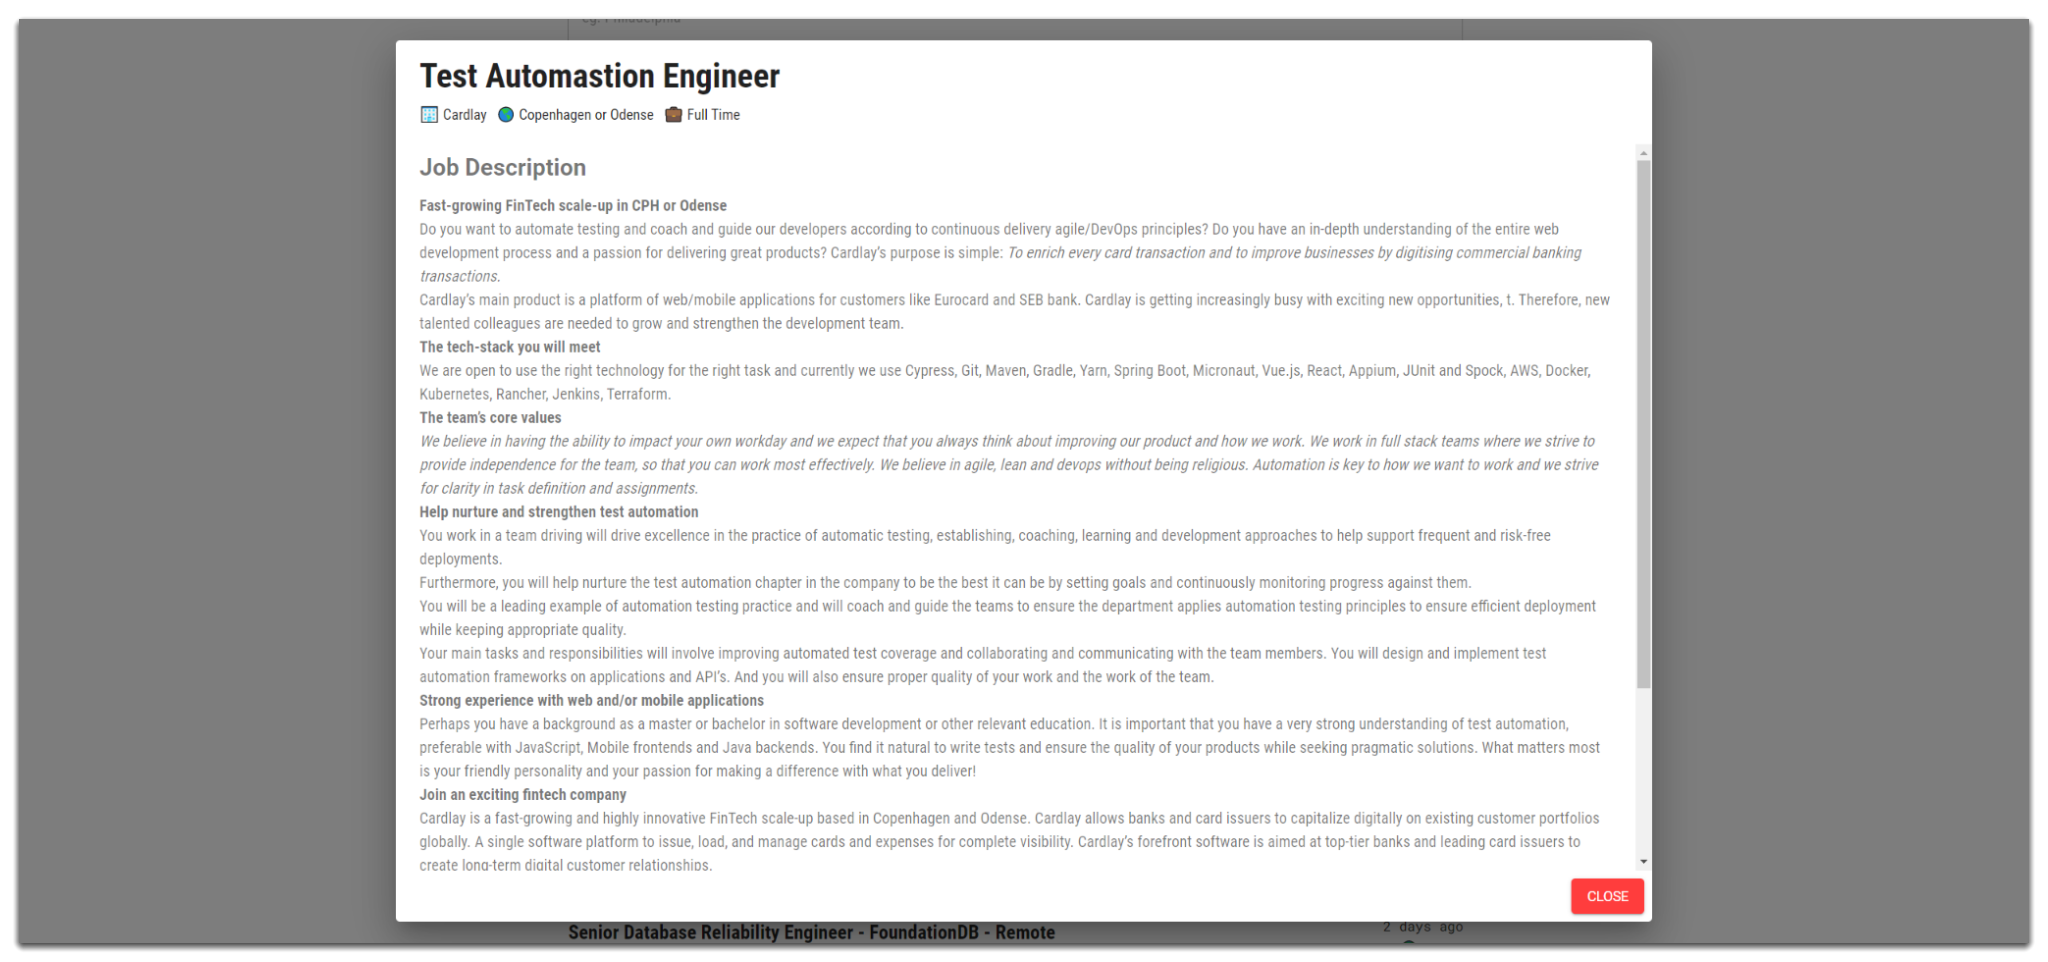 Test Automastion Engineer
Cardlay Copenhagen or Odense Full Time
Job Description
Fast-growing FinTech scale-up in CPH or Odense
Do you want to automate testing and coach and guide our developers according to continuous delivery agile/DevOps principles? Do you have an in-depth understanding of the entire web
development process and a passion for delivering great products? Cardlay's purpose is simple: To enrich every card transaction and to improve businesses by digitising commercial banking
transactions.
Cardlay's main product is a platform of web/mobile applications for customers like Eurocard and SEB bank. Cardlay is getting increasingly busy with exciting new opportunities, t. Therefore, new
talented colleagues are needed to grow and strengthen the development team.
The tech-stack you will meet
We are open to use the right technology for the right task and currently we use Cypress, Git, Maven, Gradle, Yarn, Spring Boot, Micronaut, Vue.js, React, Appium, JUnit and Spock, AWS, Docker,
Kubernetes, Rancher, Jenkins, Terraform.
The team's core values
We believe in having the ability to impact your own workday and we expect that you always think about improving our product and how we work. We work in full stack teams where we strive to
provide independence for the team, so that you can work most effectively. We believe in agile, lean and devops without being religious. Automation is key to how we want to work and we strive
for clarity in task definition and assignments.
Help nurture and strengthen test automation
You work in a team driving will drive excellence in the practice of automatic testing, establishing, coaching, learning and development approaches to help support frequent and risk-free
deployments.
Furthermore, you will help nurture the test automation chapter in the company to be the best it can be by setting goals and continuously monitoring progress against them.
You will be a leading example of automation testing practice and will coach and guide the teams to ensure the department applies automation testing principles to ensure efficient deployment
while keeping appropriate quality.
Your main tasks and responsibilities will involve improving automated test coverage and collaborating and communicating with the team members. You will design and implement test
automation frameworks on applications and API's. And you will also ensure proper quality of your work and the work of the team.
Strong experience with web and/or mobile applications
Perhaps you have a background as a master or bachelor in software development or other relevant education. It is important that you have a very strong understanding of test automation,
preferable with JavaScript, Mobile frontends and Java backends. You find it natural to write tests and ensure the quality of your products while seeking pragmatic solutions. What matters most
is your friendly personality and your passion for making a difference with what you deliver!
Join an exciting fintech company
Cardlay is a fast-growing and highly innovative FinTech scale-up based in Copenhagen and Odense. Cardlay allows banks and card issuers to capitalize digitally on existing customer portfolios
globally. A single software platform to issue, load, and manage cards and expenses for complete visibility. Cardlay's forefront software is aimed at top-tier banks and leading card issuers to
create long-term digital customer relationships.
CLOSE
Senior Database Reliability Engineer - FoundationDB - Remote
2 days ago